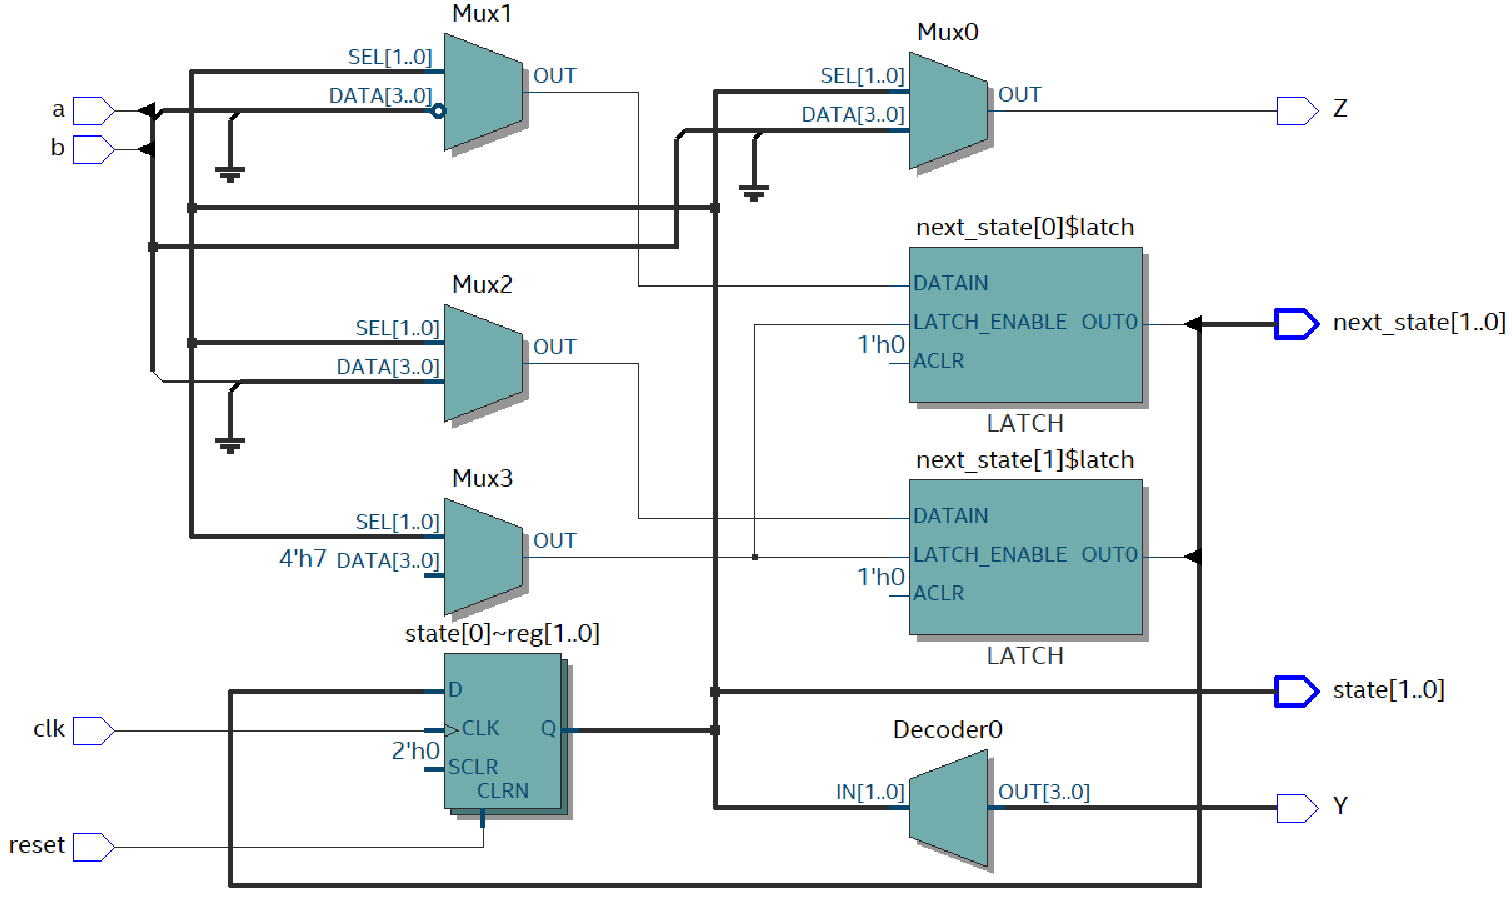 Mux1
SEL[1..0]
DATA[3..0]
OUT
Mux0
SEL[1..0]
DATA[3..0]
OUT
a
b
Z
Mux2
SEL[1..0]
DATA[3..0]
OUT
next_state[0]$latch
DATAIN
LATCH_ENABLE OUT0
1'h0
ACLR
LATCH
next_state[1..0]
Mux3
SEL[1..0]
4'h7 DATA[3..0]
OUT
next_state[1]$latch
DATAIN
LATCH_ENABLE OUT0
1'h0
ACLR
LATCH
state[0]~reg[1..0]
D
clk
CLK
Q
2'h0
SCLR
CLRN
reset
state[1..0]
Decoder0
IN[1..0]
OUT[3..0]
Y